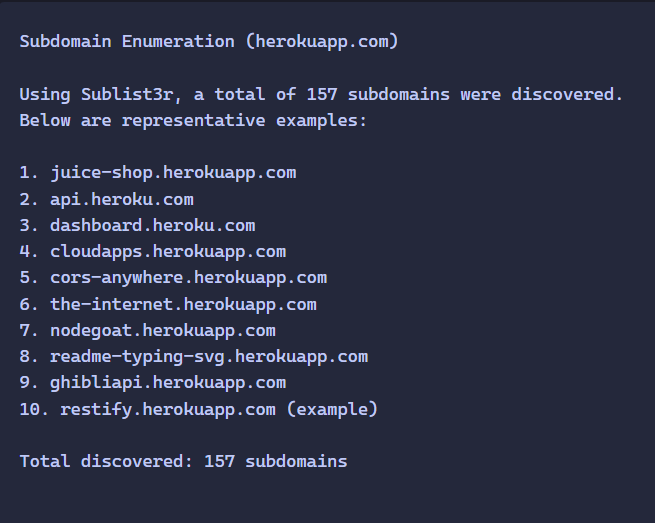 Subdomain Enumeration (herokuapp.com)
Using Sublist3r, a total of 157 subdomains were discovered.
Below are representative examples:
1. juice-shop.herokuapp.com
2. api.heroku.com
3. dashboard.heroku.com
4. cloudapps.herokuapp.com
5. cors-anywhere.herokuapp.com
6. the-internet.herokuapp.com
7. nodegoat.herokuapp.com
8. readme-typing-svg.herokuapp.com
9. ghibliapi.herokuapp.com
10. restify.herokuapp.com (example)
Total discovered: 157 subdomains